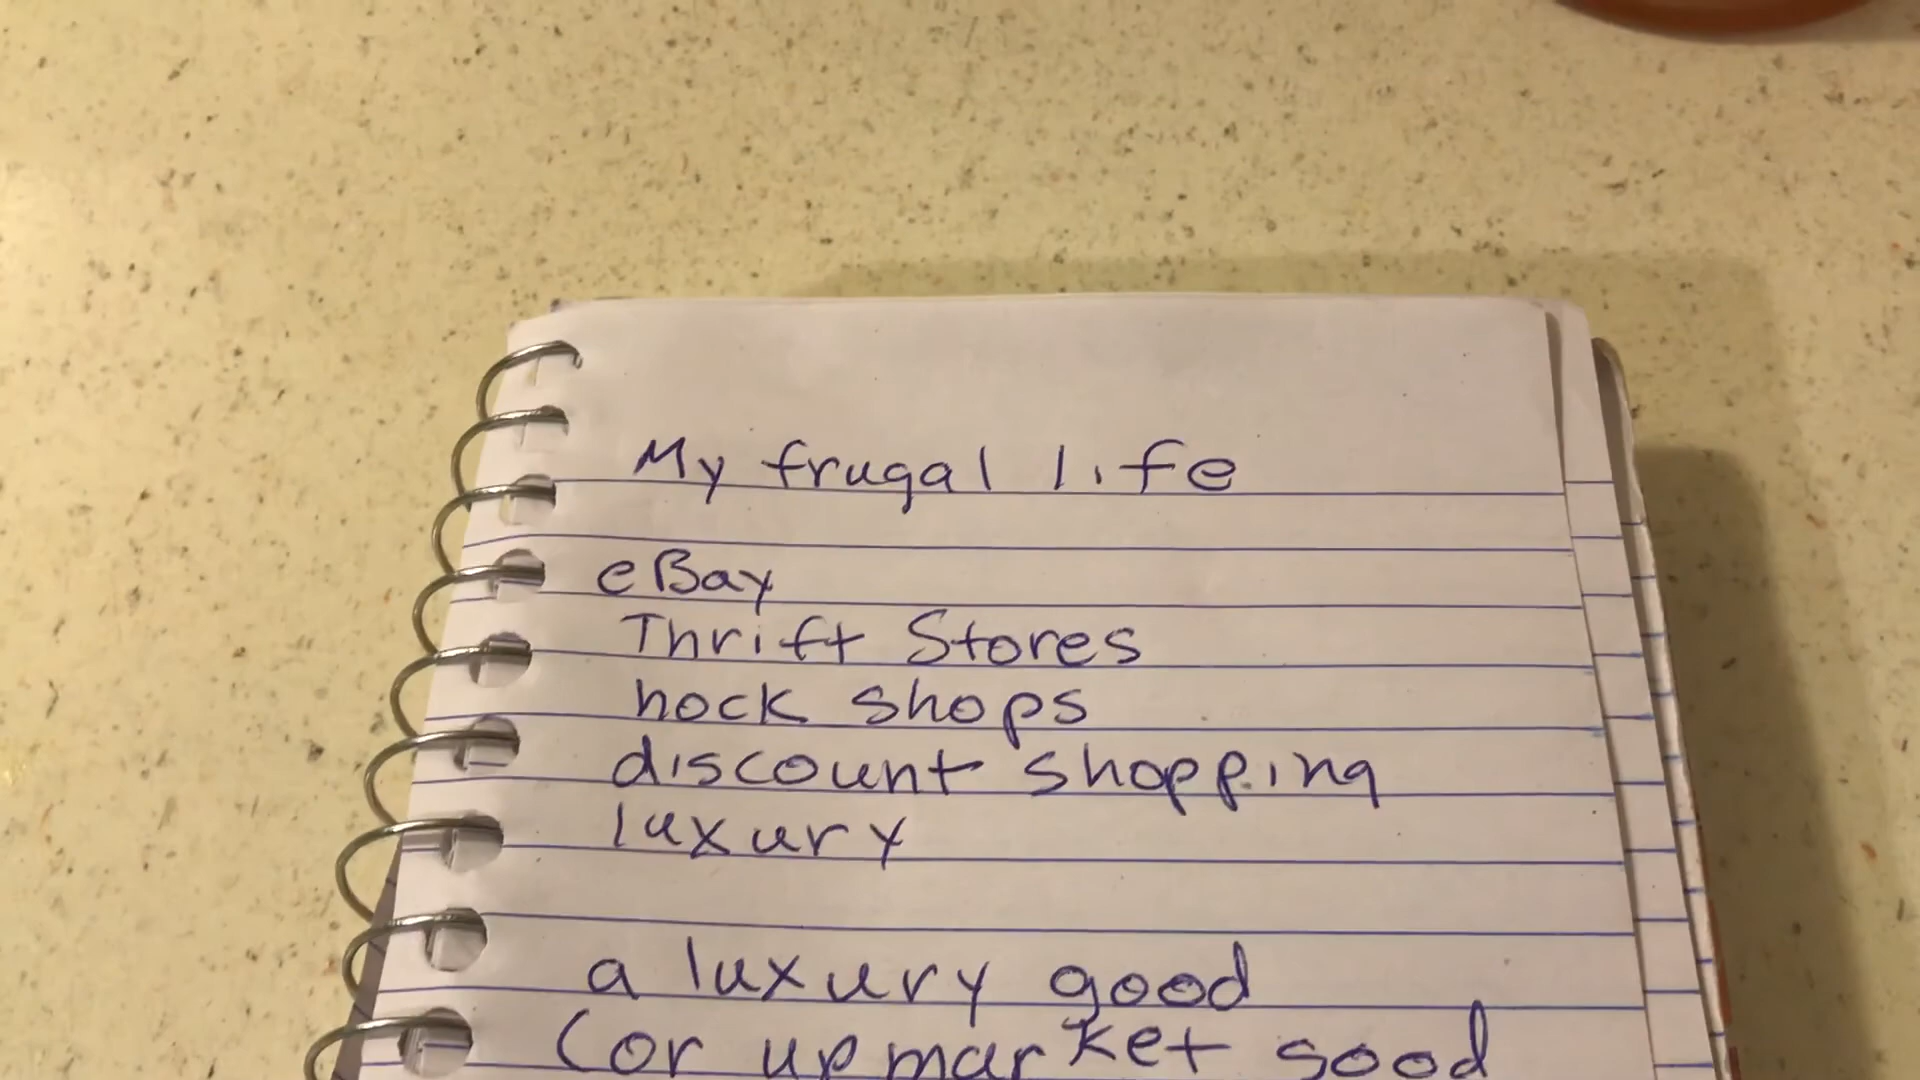 My frugal life
eBay
Thrift Stores
hock shops
discount shopping
luxury
a luxury good
(or upmarket good